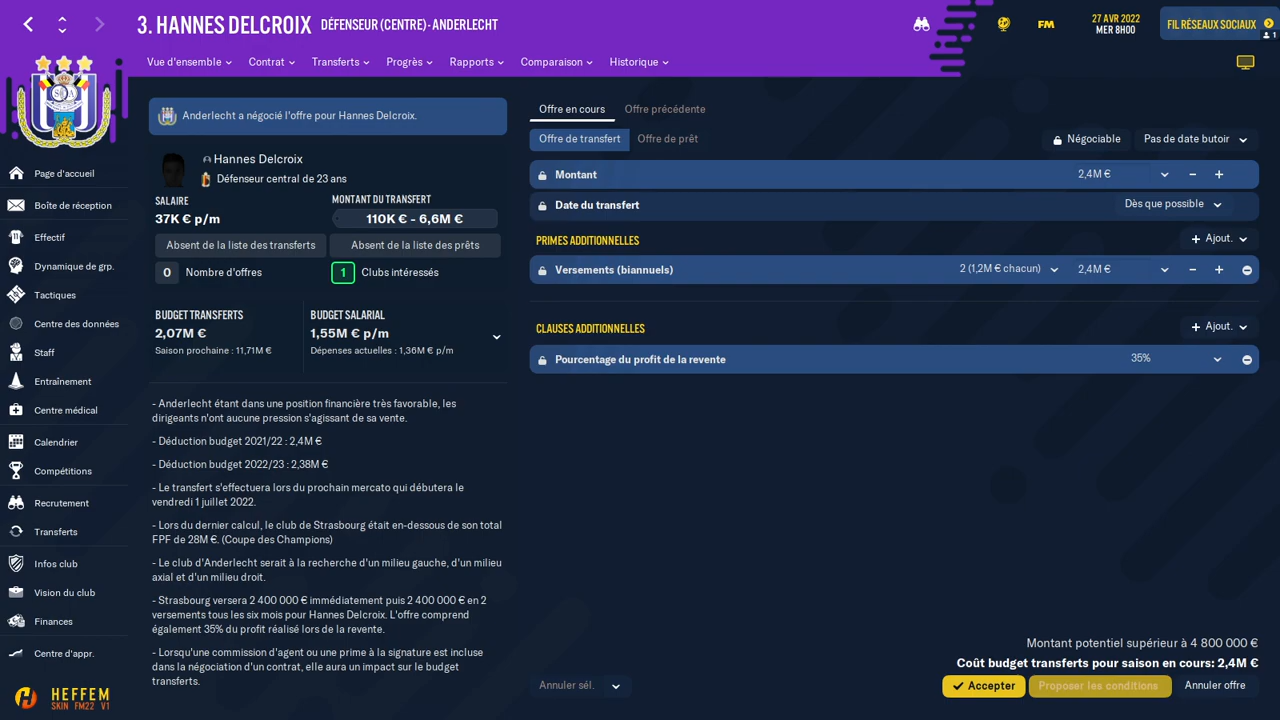 3. HANNES DELCROIX DÉFENSEUR (CENTRE) - ANDERLECHT
FM
27 AVR 2022
MER 8H00
FIL RÉSEAUX SOCIAUX
1
Vue d'ensemble Contrat Transferts Progrès Rapports Comparaison Historique
Page d'accueil
Boîte de réception
Effectif
Dynamique de grp.
Tactiques
Centre des données
Staff
Entraînement
Centre médical
Calendrier
Compétitions
Recrutement
Transferts
Infos club
Vision du club
Finances
Centre d'appr.
HEFFEM
SKIN FM22 V1
Anderlecht a négocié l'offre pour Hannes Delcroix.
Hannes Delcroix
Défenseur central de 23 ans
SALAIRE MONTANT DU TRANSFERT
37K € p/m 110K € - 6,6M €
Absent de la liste des transferts Absent de la liste des prêts
0 Nombre d'offres 1 Clubs intéressés
BUDGET TRANSFERTS BUDGET SALARIAL
2,07M € 1,55M € p/m
Saison prochaine : 11,71M € Dépenses actuelles : 1,36M € p/m
- Anderlecht étant dans une position financière très favorable, les
dirigeants n'ont aucune pression s'agissant de sa vente.
- Déduction budget 2021/22 : 2,4M €
- Déduction budget 2022/23 : 2,38M €
- Le transfert s'effectuera lors du prochain mercato qui débutera le
vendredi 1 juillet 2022.
- Lors du dernier calcul, le club de Strasbourg était en-dessous de son total
FPF de 28M €. (Coupe des Champions)
- Le club d'Anderlecht serait à la recherche d'un milieu gauche, d'un milieu
axial et d'un milieu droit.
- Strasbourg versera 2 400 000 € immédiatement puis 2 400 000 € en 2
versements tous les six mois pour Hannes Delcroix. L'offre comprend
également 35% du profit réalisé lors de la revente.
- Lorsqu'une commission d'agent ou une prime à la signature est incluse
dans la négociation d'un contrat, elle aura un impact sur le budget
transferts.
Offre en cours Offre précédente
Offre de transfert Offre de prêt Négociable Pas de date butoir
Montant 2,4M €
Date du transfert Dès que possible
PRIMES ADDITIONNELLES Ajout.
Versements (biannuels) 2 (1,2M € chacun) 2,4M €
CLAUSES ADDITIONNELLES Ajout.
Pourcentage du profit de la revente 35%
Montant potentiel supérieur à 4 800 000 €
Coût budget transferts pour saison en cours: 2,4M €
Annuler sél. Accepter Proposer les conditions Annuler offre